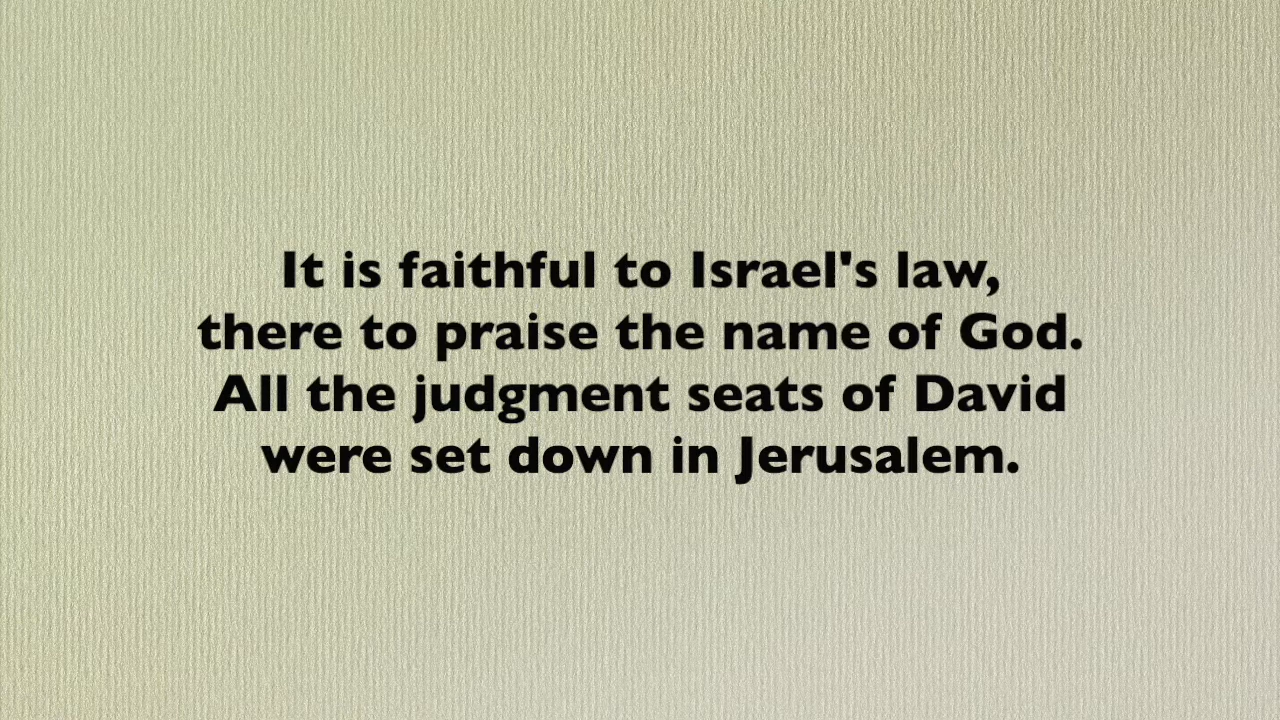 It is faithful to Israel's law,
there to praise the name of God.
All the judgment seats of David
were set down in Jerusalem.